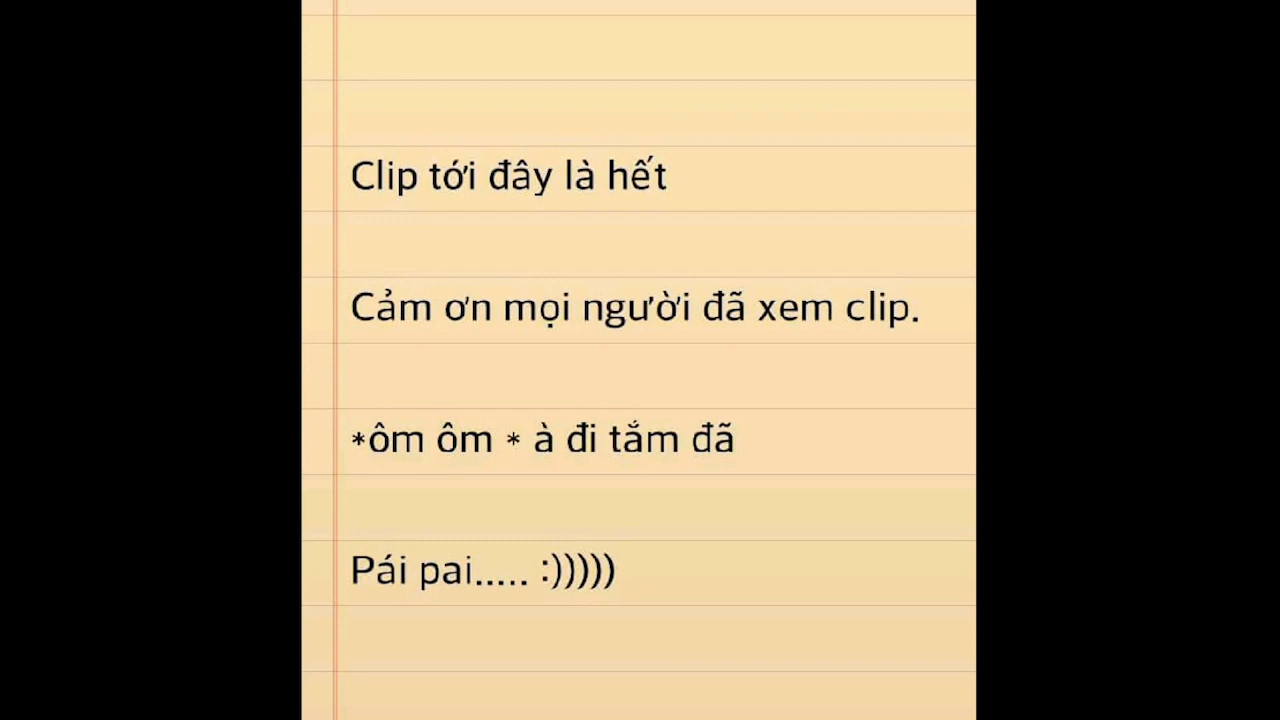 Clip tới đây là hết
Cảm ơn mọi người đã xem clip.
*ôm ôm * à đi tắm đã
Pái pai..... :)))))